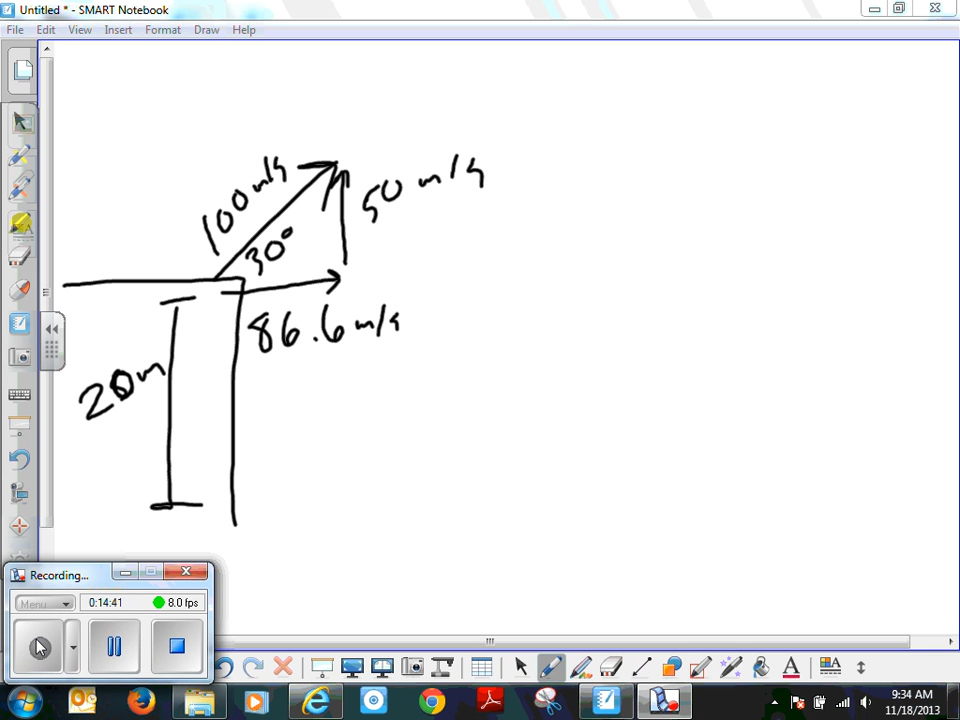 Untitled * - SMART Notebook
File Edit View Insert Format Draw Help
100 m/s
50 m/s
30°
86.6 m/s
20m
Recording...
Menu
0:14:41
8.0 fps
9:34 AM
11/18/2013